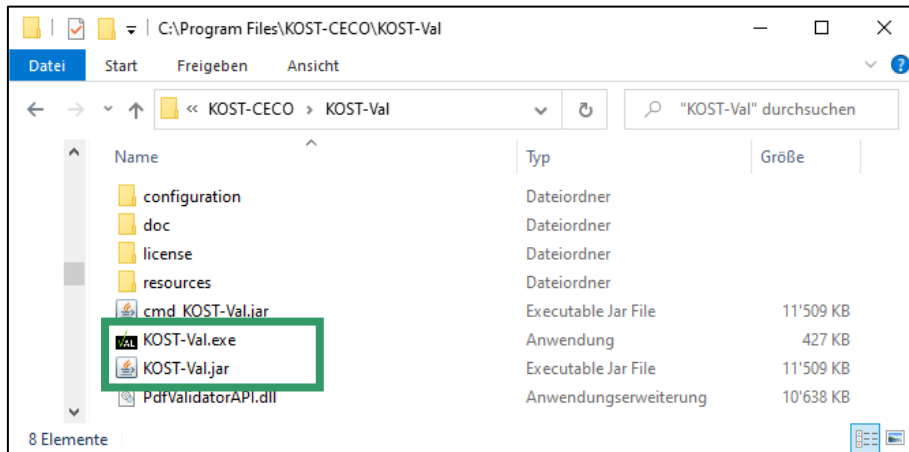 C:\Program Files\KOST-CECO\KOST-Val
Datei Start Freigeben Ansicht
« KOST-CECO › KOST-Val "KOST-Val" durchsuchen
Name Typ Größe
configuration Dateiordner
doc Dateiordner
license Dateiordner
resources Dateiordner
cmd_KOST-Val.jar Executable Jar File 11'509 KB
VAL KOST-Val.exe Anwendung 427 KB
KOST-Val.jar Executable Jar File 11'509 KB
PdfValidatorAPI.dll Anwendungserweiterung 10'638 KB
8 Elemente